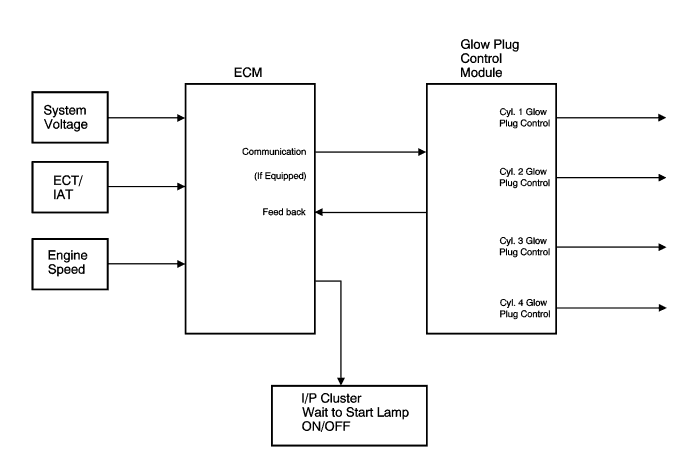 Glow Plug
Control
Module
ECM
System
Voltage
ECT/
IAT
Engine
Speed
Communication
(If Equipped)
Feed back
Cyl. 1 Glow
Plug Control
Cyl. 2 Glow
Plug Control
Cyl. 3 Glow
Plug Control
Cyl. 4 Glow
Plug Control
I/P Cluster
Wait to Start Lamp
ON/OFF